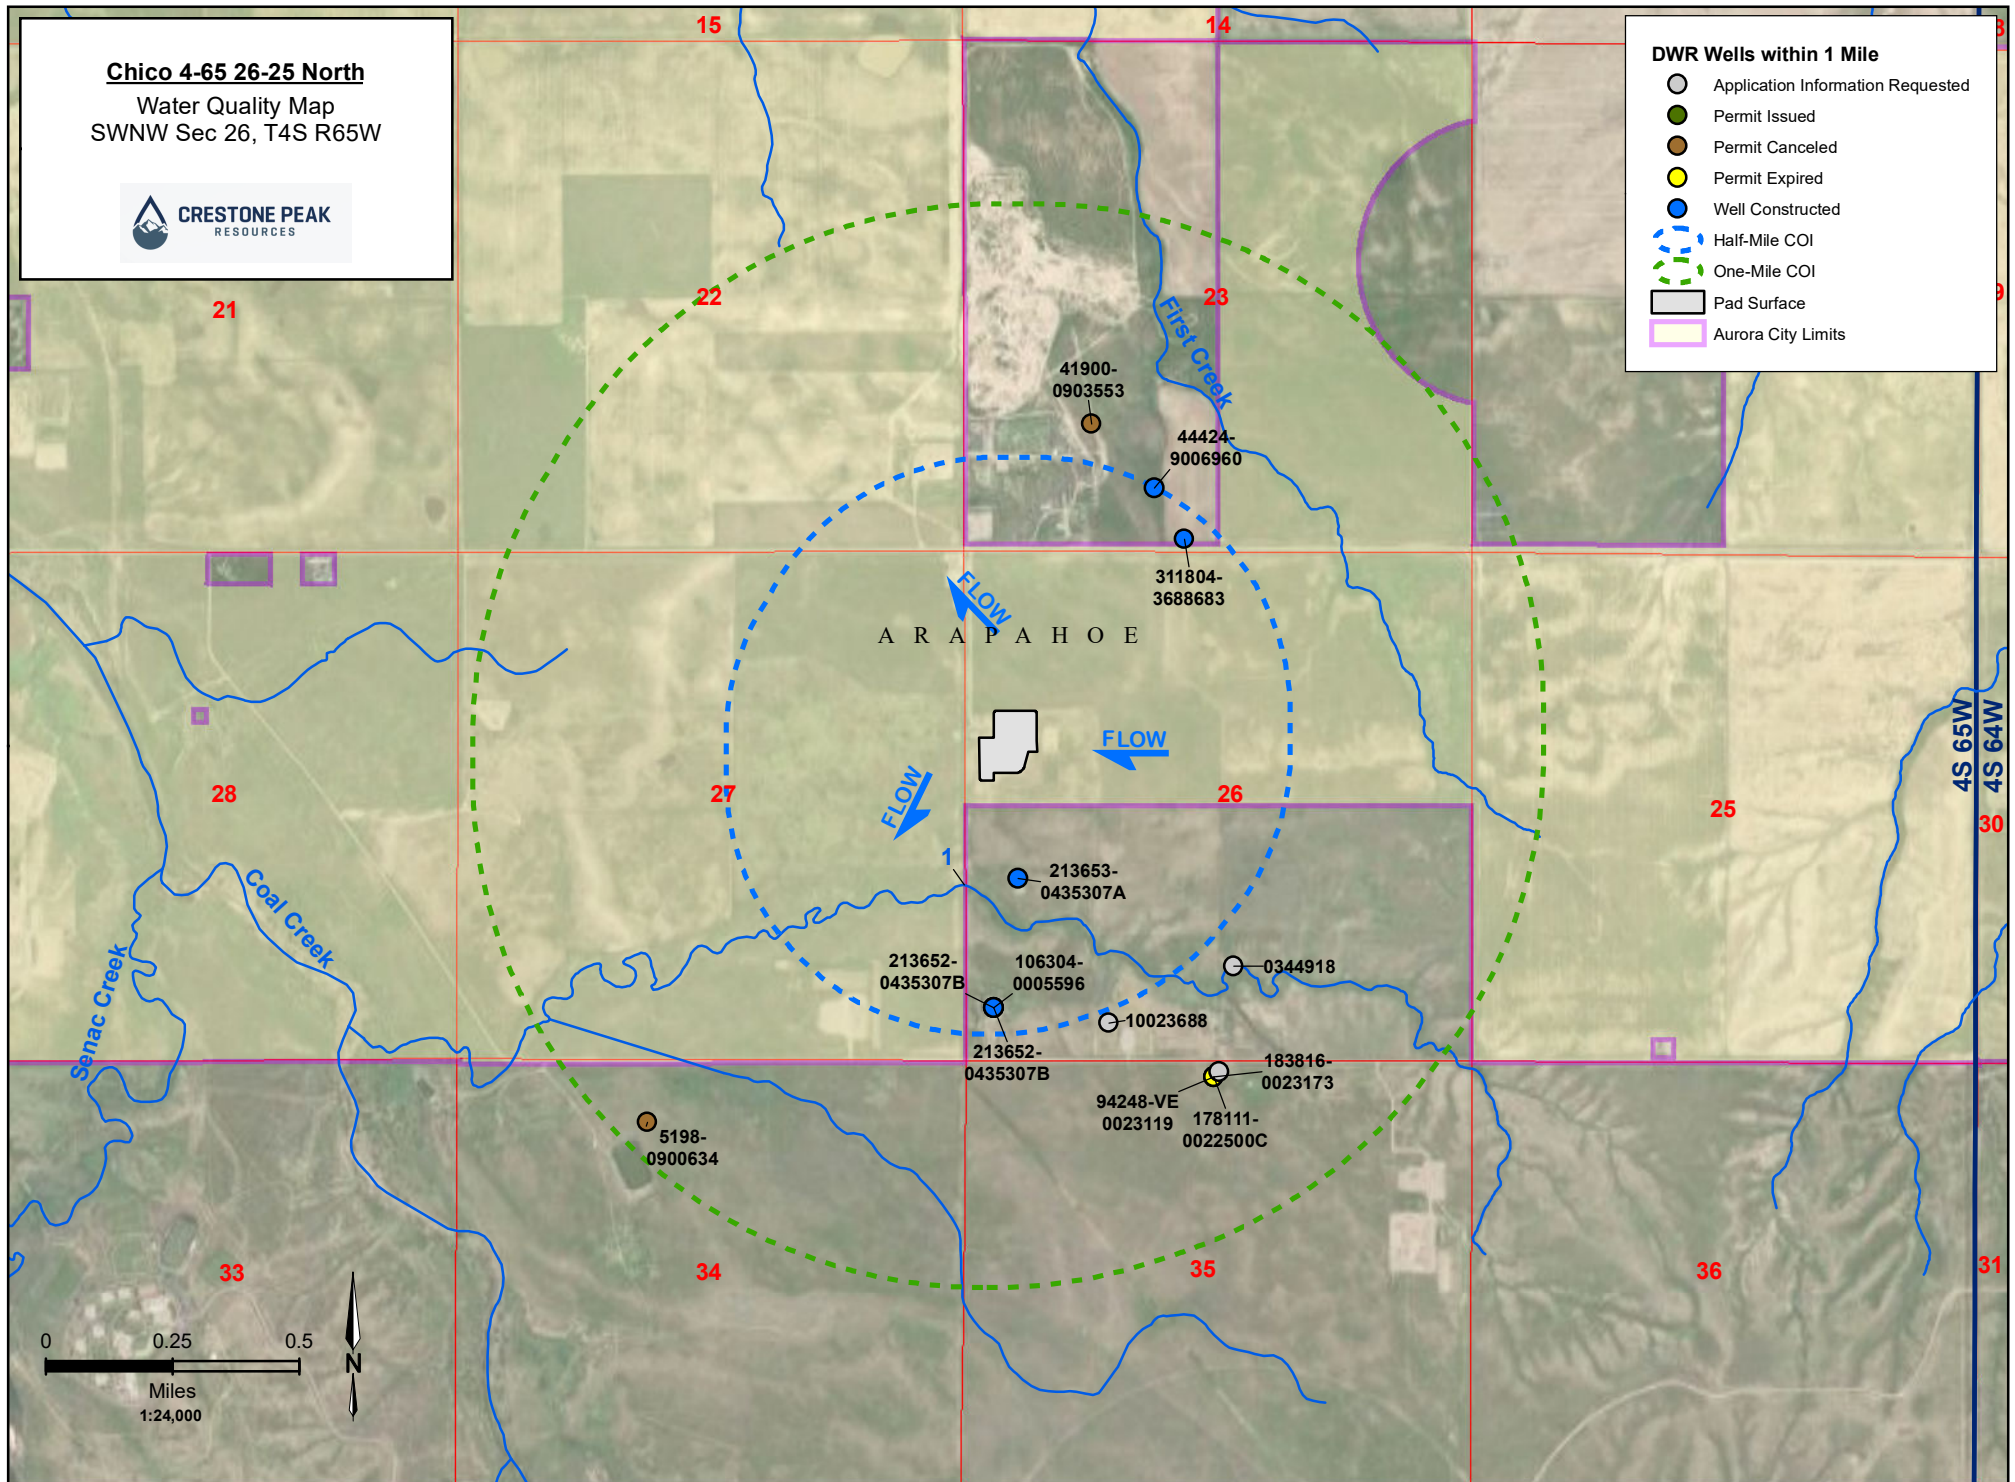 Chico 4-65 26-25 North
Water Quality Map
SWNW Sec 26, T4S R65W
CRESTONE PEAK
RESOURCES
DWR Wells within 1 Mile
Application Information Requested
Permit Issued
Permit Canceled
Permit Expired
Well Constructed
Half-Mile COI
One-Mile COI
Pad Surface
Aurora City Limits
15
14
21
22
23
First Creek
41900-
0903553
44424-
9006960
311804-
3688683
FLOW
ARAPAHOE
FLOW
FLOW
28
27
26
25
30
4S 65W
4S 64W
1
213653-
0435307A
Coal Creek
Senac Creek
213652-
0435307B
106304-
0005596
0344918
10023688
213652-
0435307B
183816-
0023173
94248-VE
0023119
178111-
0022500C
5198-
0900634
33
34
35
36
31
0 0.25 0.5
Miles
1:24,000
N